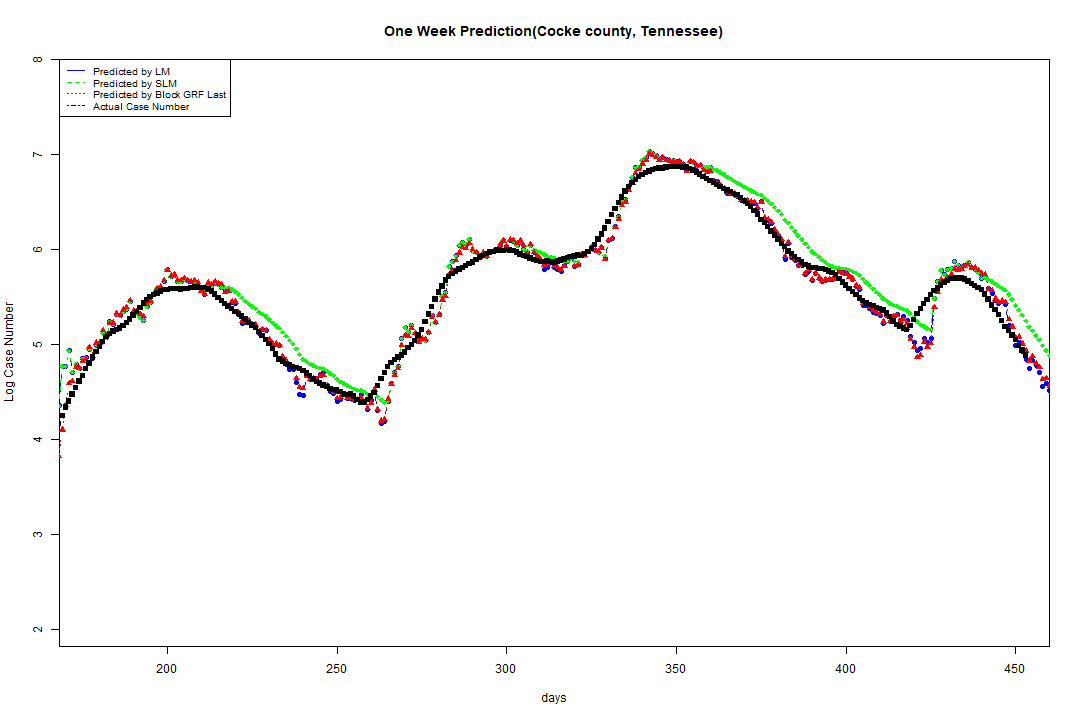 One Week Prediction(Cocke county, Tennessee)
Predicted by LM
Predicted by SLM
Predicted by Block GRF Last
Actual Case Number
Log Case Number
8
7
6
5
4
3
2
200 250 300 350 400 450
days